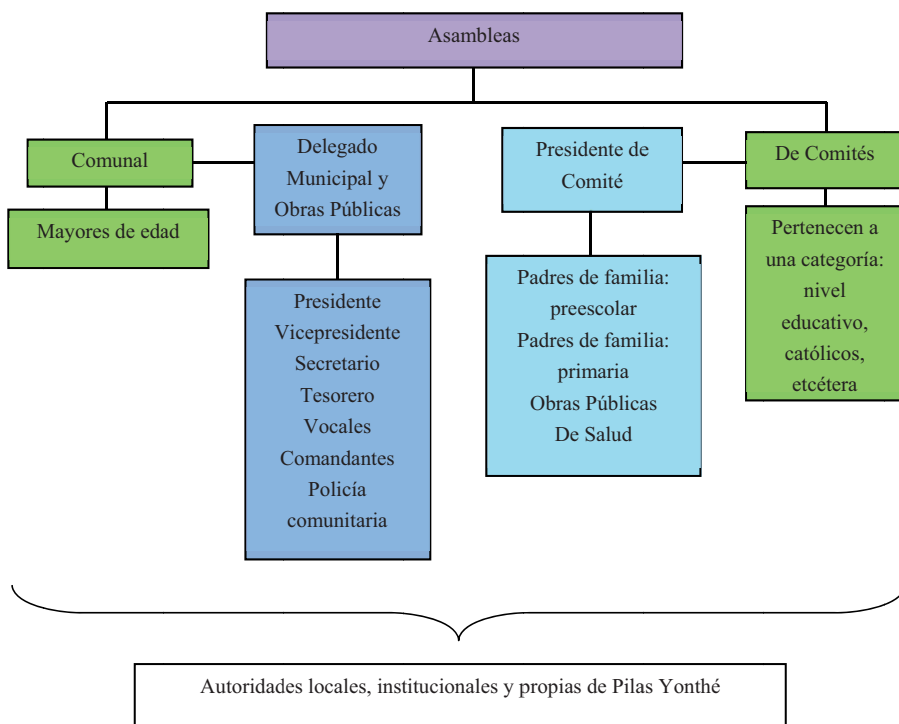 Asambleas
Comunal
Mayores de edad
Delegado
Municipal y
Obras Públicas
Presidente
Vicepresidente
Secretario
Tesorero
Vocales
Comandantes
Policía
comunitaria
Presidente de
Comité
Padres de familia:
preescolar
Padres de familia:
primaria
Obras Públicas
De Salud
De Comités
Pertenecen a
una categoría:
nivel
educativo,
católicos,
etcétera
Autoridades locales, institucionales y propias de Pilas Yonthé